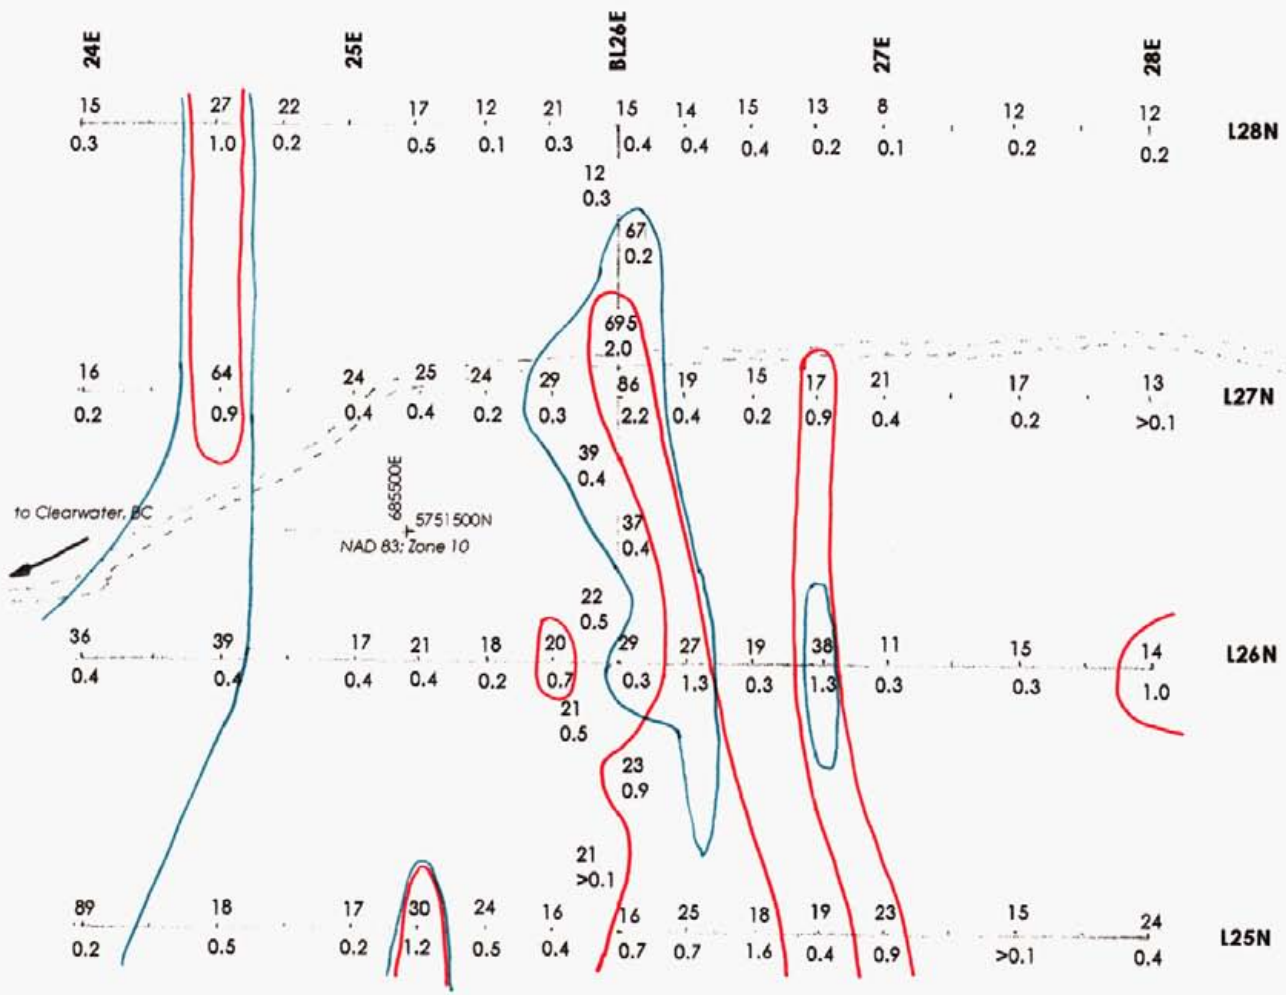 24E 25E BL26E 27E 28E
15 27 22 17 12 21 15 14 15 13 8 12 12
L28N
0.3 1.0 0.2 0.5 0.1 0.3 0.4 0.4 0.4 0.2 0.1 0.2 0.2
12
0.3
67
0.2
695
2.0
16 64 24 25 24 29 86 19 15 17 21 17 13
L27N
0.2 0.9 0.4 0.4 0.2 0.3 2.2 0.4 0.2 0.9 0.4 0.2 >0.1
39
0.4
685500E
to Clearwater, BC
5751500N
37
NAD 83; Zone 10
0.4
22
0.5
36 39 17 21 18 20 29 27 19 38 11 15 14
L26N
0.4 0.4 0.4 0.4 0.2 0.7 0.3 1.3 0.3 1.3 0.3 0.3 1.0
21
0.5
23
0.9
21
>0.1
89 18 17 30 24 16 16 25 18 19 23 15 24
L25N
0.2 0.5 0.2 1.2 0.5 0.4 0.7 0.7 1.6 0.4 0.9 >0.1 0.4